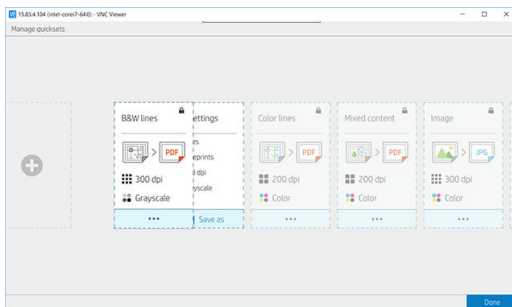 15.83.4.104 (intel-corei7-64i0) - VNC Viewer
Manage quicksets
B&W lines
PDF
300 dpi
Grayscale
...
ettings
es
eprints
dpi
yscale
Save as
Color lines
PDF
200 dpi
Color
...
Mixed content
PDF
200 dpi
Color
...
Image
JPG
300 dpi
Color
...
Done